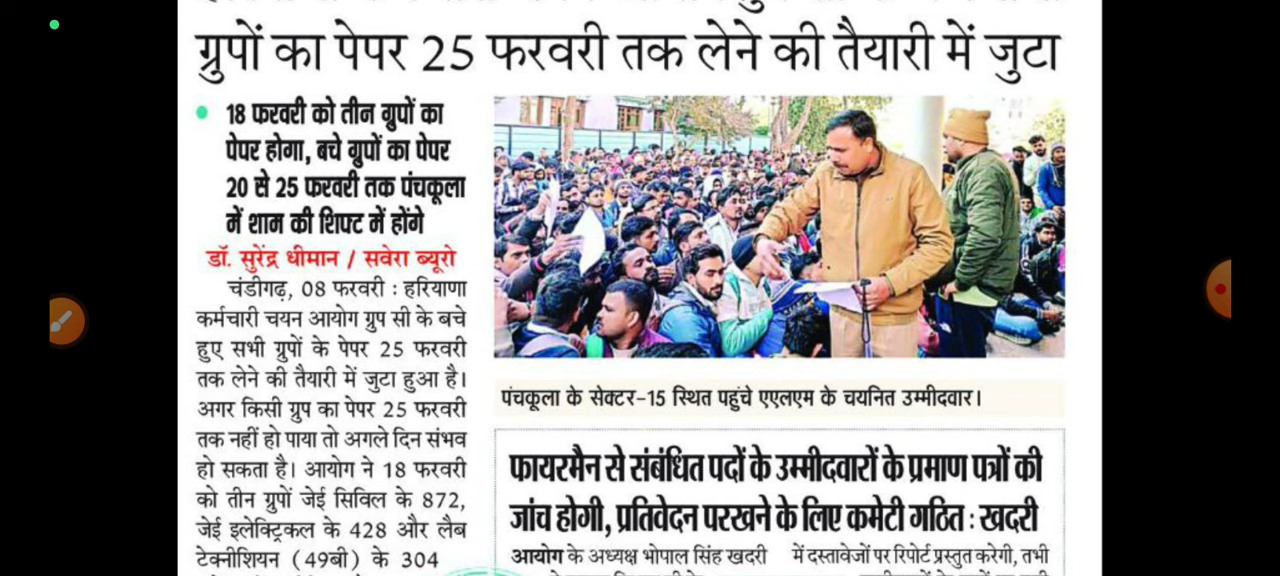 ग्रुपों का पेपर 25 फरवरी तक लेने की तैयारी में जुटा
• 18 फरवरी को तीन ग्रुपों का
पेपर होगा, बचे ग्रुपों का पेपर
20 से 25 फरवरी तक पंचकूला
में शाम की शिफ्ट में होंगे
डॉ. सुरेंद्र धीमान / सवेरा ब्यूरो
चंडीगढ़, 08 फरवरी : हरियाणा
कर्मचारी चयन आयोग ग्रुप सी के बचे
हुए सभी ग्रुपों के पेपर 25 फरवरी
तक लेने की तैयारी में जुटा हुआ है।
अगर किसी ग्रुप का पेपर 25 फरवरी
तक नहीं हो पाया तो अगले दिन संभव
हो सकता है। आयोग ने 18 फरवरी
को तीन ग्रुपों जेई सिविल के 872,
जेई इलेक्ट्रिकल के 428 और लैब
टेक्नीशियन (49बी) के 304
पंचकूला के सेक्टर-15 स्थित पहुंचे एएलएम के चयनित उम्मीदवार।
फायरमैन से संबंधित पदों के उम्मीदवारों के प्रमाण पत्रों की
जांच होगी, प्रतिवेदन परखने के लिए कमेटी गठित : खदरी
आयोग के अध्यक्ष भोपाल सिंह खदरी
में दस्तावेजों पर रिपोर्ट प्रस्तुत करेगी, तभी